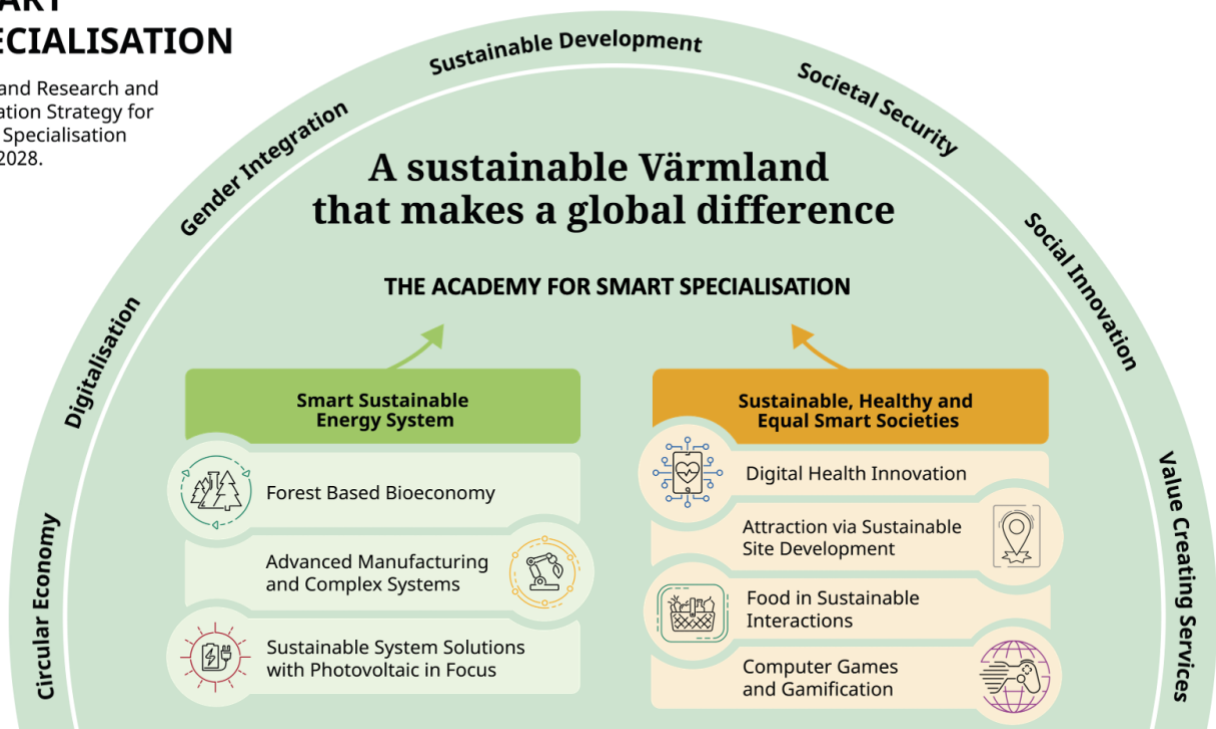 SPECIALISATION
and Research and
Strategy for
Specialisation
2028.
Circular Economy
Digitalisation
Gender Integration
Sustainable Development
Societal Security
Social Innovation
Value Creating Services
A sustainable Värmland
that makes a global difference
THE ACADEMY FOR SMART SPECIALISATION
Smart Sustainable
Energy System
Forest Based Bioeconomy
Advanced Manufacturing
and Complex Systems
Sustainable System Solutions
with Photovoltaic in Focus
Sustainable, Healthy and
Equal Smart Societies
Digital Health Innovation
Attraction via Sustainable
Site Development
Food in Sustainable
Interactions
Computer Games
and Gamification